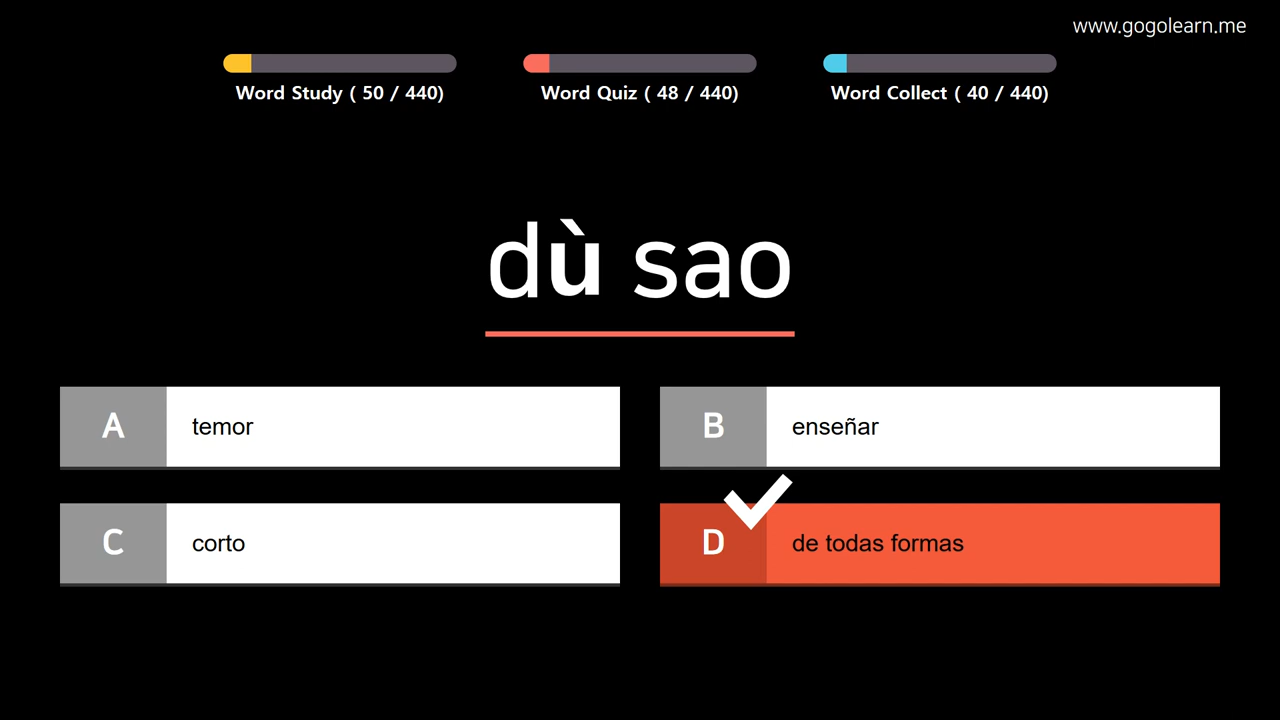 www.gogolearn.me
Word Study ( 50 / 440)
Word Quiz ( 48 / 440)
Word Collect ( 40 / 440)
dù sao
A temor
B enseñar
C corto
D de todas formas